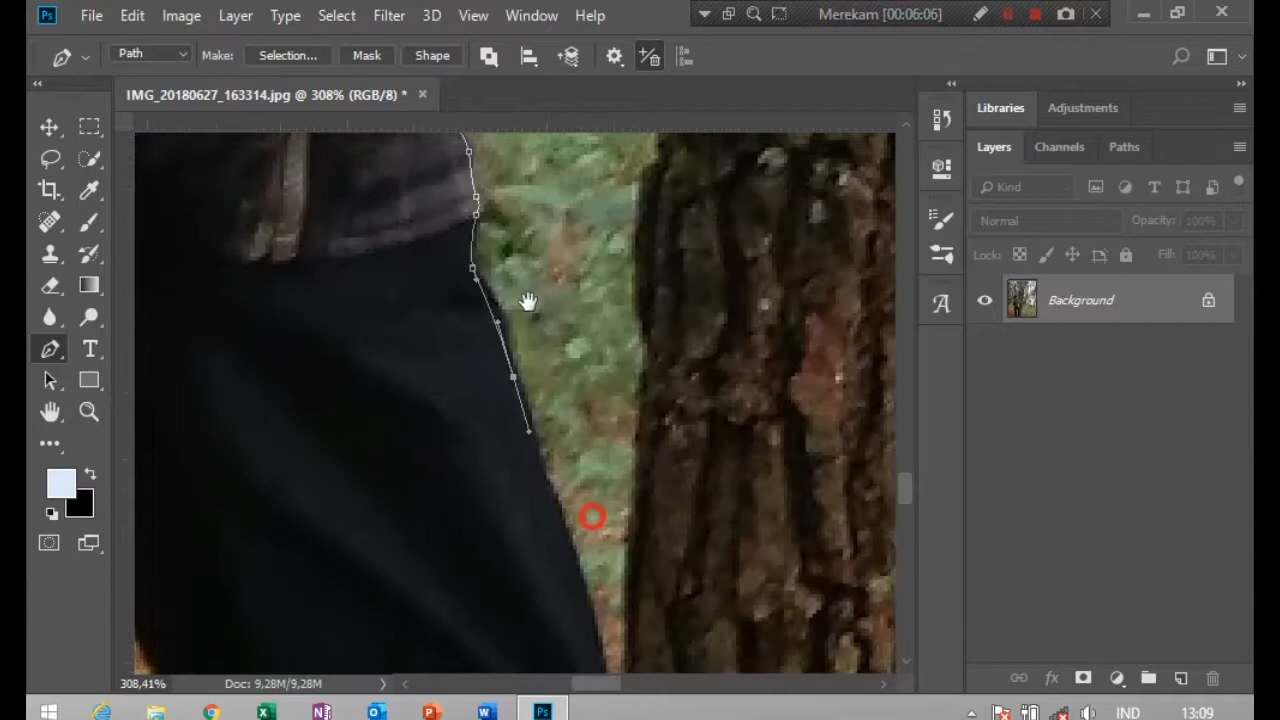 Ps File Edit Image Layer Type Select Filter 3D View Window Help Merekam [00:06:06]
Path Make: Selection... Mask Shape
IMG_20180627_163314.jpg @ 308% (RGB/8) * ×
Libraries Adjustments
Layers Channels Paths
Kind
Normal Opacity: 100%
Lock: Fill: 100%
Background
308,41% Doc: 9,28M/9,28M
IND 13:09